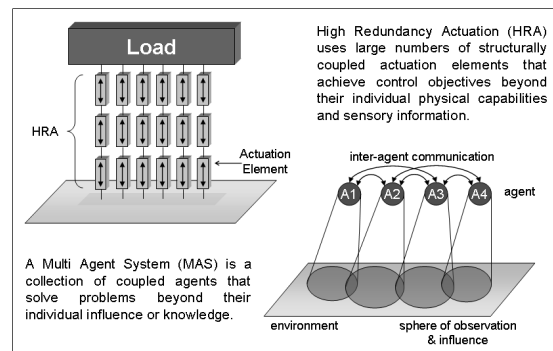 Load
HRA
Actuation
Element
High Redundancy Actuation (HRA)
uses large numbers of structurally
coupled actuation elements that
achieve control objectives beyond
their individual physical capabilities
and sensory information.
inter-agent communication
A1 A2 A3 A4 agent
A Multi Agent System (MAS) is a
collection of coupled agents that
solve problems beyond their
individual influence or knowledge.
environment
sphere of observation
& influence